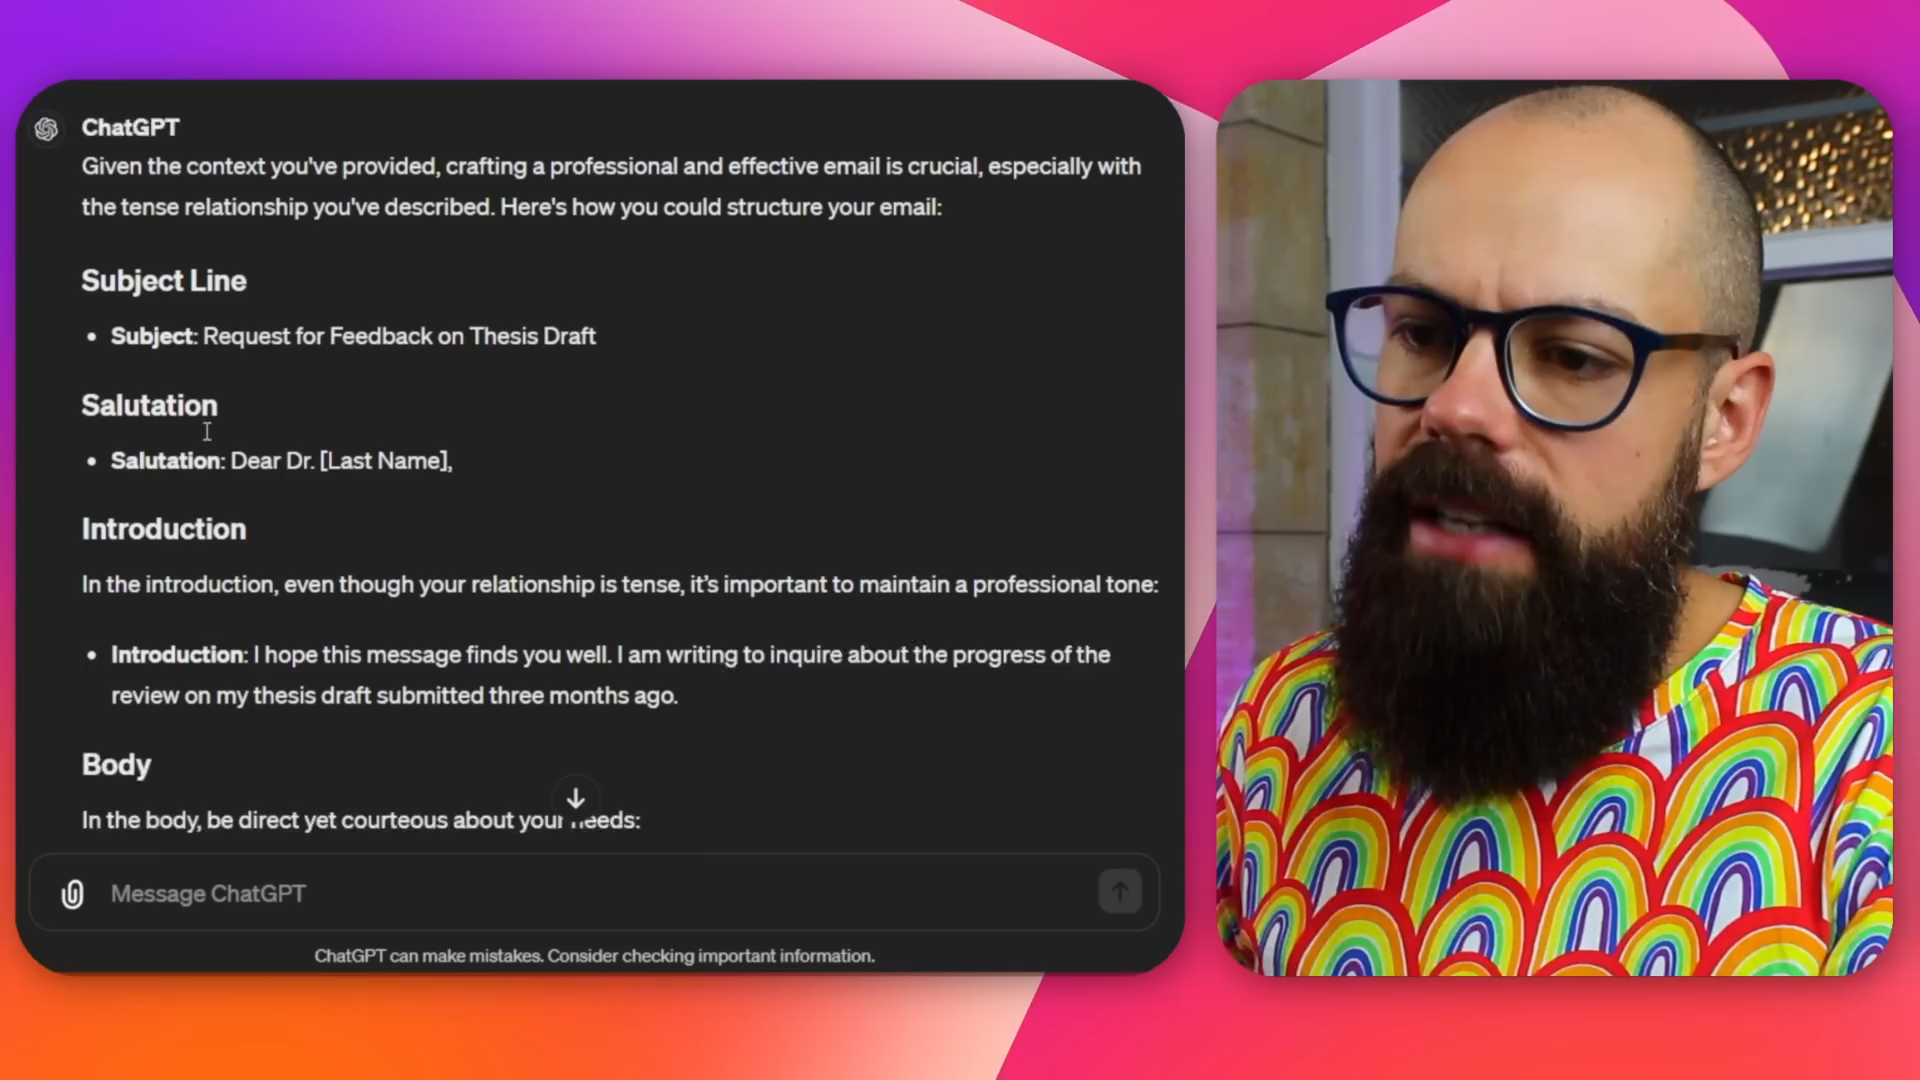 ChatGPT
Given the context you've provided, crafting a professional and effective email is crucial, especially with
the tense relationship you've described. Here's how you could structure your email:
Subject Line
• Subject: Request for Feedback on Thesis Draft
Salutation
• Salutation: Dear Dr. [Last Name],
Introduction
In the introduction, even though your relationship is tense, it's important to maintain a professional tone:
• Introduction: I hope this message finds you well. I am writing to inquire about the progress of the
review on my thesis draft submitted three months ago.
Body
In the body, be direct yet courteous about your needs:
Message ChatGPT
ChatGPT can make mistakes. Consider checking important information.